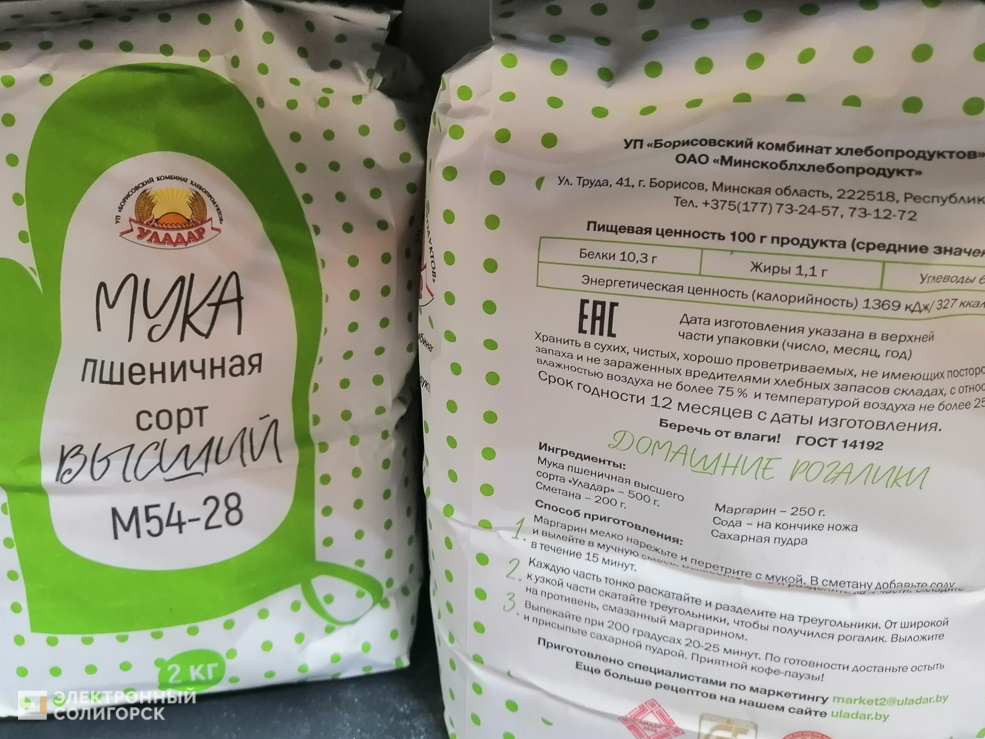 УП «БОРИСОВСКИЙ КОМБИНАТ ХЛЕБОПРОДУКТОВ»
УЛАДАР
МУКА
пшеничная
сорт
ВЫСШИЙ
М54-28
2 КГ
ЭЛЕКТРОННЫЙ
СОЛИГОРСК
УП «Борисовский комбинат хлебопродуктов»
ОАО «Минскоблхлебопродукт»
Ул. Труда, 41, г. Борисов, Минская область, 222518, Республик
Тел. +375(177) 73-24-57, 73-12-72
Пищевая ценность 100 г продукта (средние значен
Белки 10,3 г
Жиры 1,1 г
Углеводы 6
Энергетическая ценность (калорийность) 1369 кДж/327 ккал
EAC
Дата изготовления указана в верхней
части упаковки (число, месяц, год)
Хранить в сухих, чистых, хорошо проветриваемых, не имеющих посторо
запаха и не зараженных вредителями хлебных запасов складах, с относ
влажностью воздуха не более 75 % и температурой воздуха не более 25
Срок годности 12 месяцев с даты изготовления.
Беречь от влаги! ГОСТ 14192
ДОМАШНИЕ РОГАЛИКИ
Ингредиенты:
Мука пшеничная высшего
сорта «Уладар» – 500 г.
Сметана – 200 г.
Маргарин – 250 г.
Сода – на кончике ножа
Сахарная пудра
Способ приготовления:
1. Маргарин мелко нарежьте и перетрите с мукой. В сметану добавьте соду
и вылейте в мучную
в течение 15 минут.
2. Каждую часть тонко раскатайте и разделите на треугольники. От широкой
к узкой части скатайте треугольники, чтобы получился рогалик. Выложите
на противень, смазанный маргарином.
3. Выпекайте при 200 градусах 20-25 минут. По готовности достаньте остыть
и присыпьте сахарной пудрой. Приятной кофе-паузы!
Приготовлено специалистами по маркетингу market2@uladar.by
Еще больше рецептов на нашем сайте uladar.by